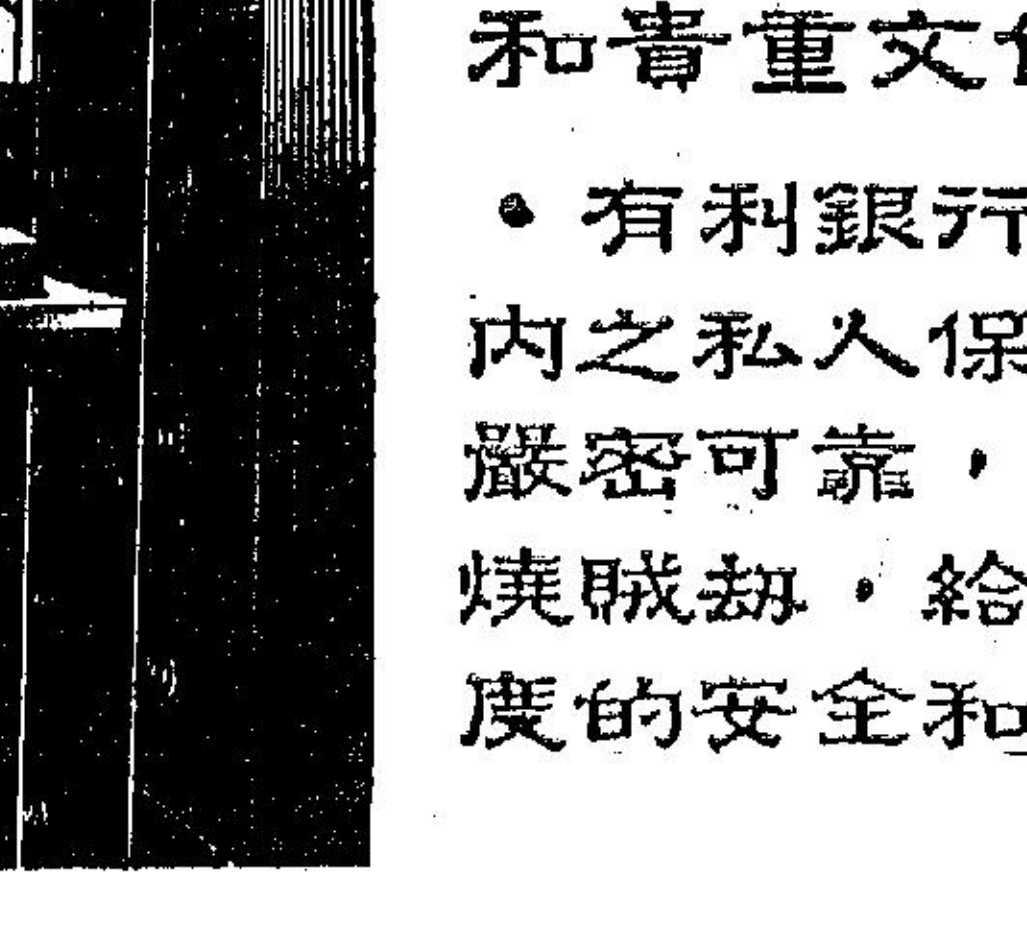 和貴重文
• 有利銀行
內之私人保
嚴密可靠，
燒賊劫，給
度的安全和